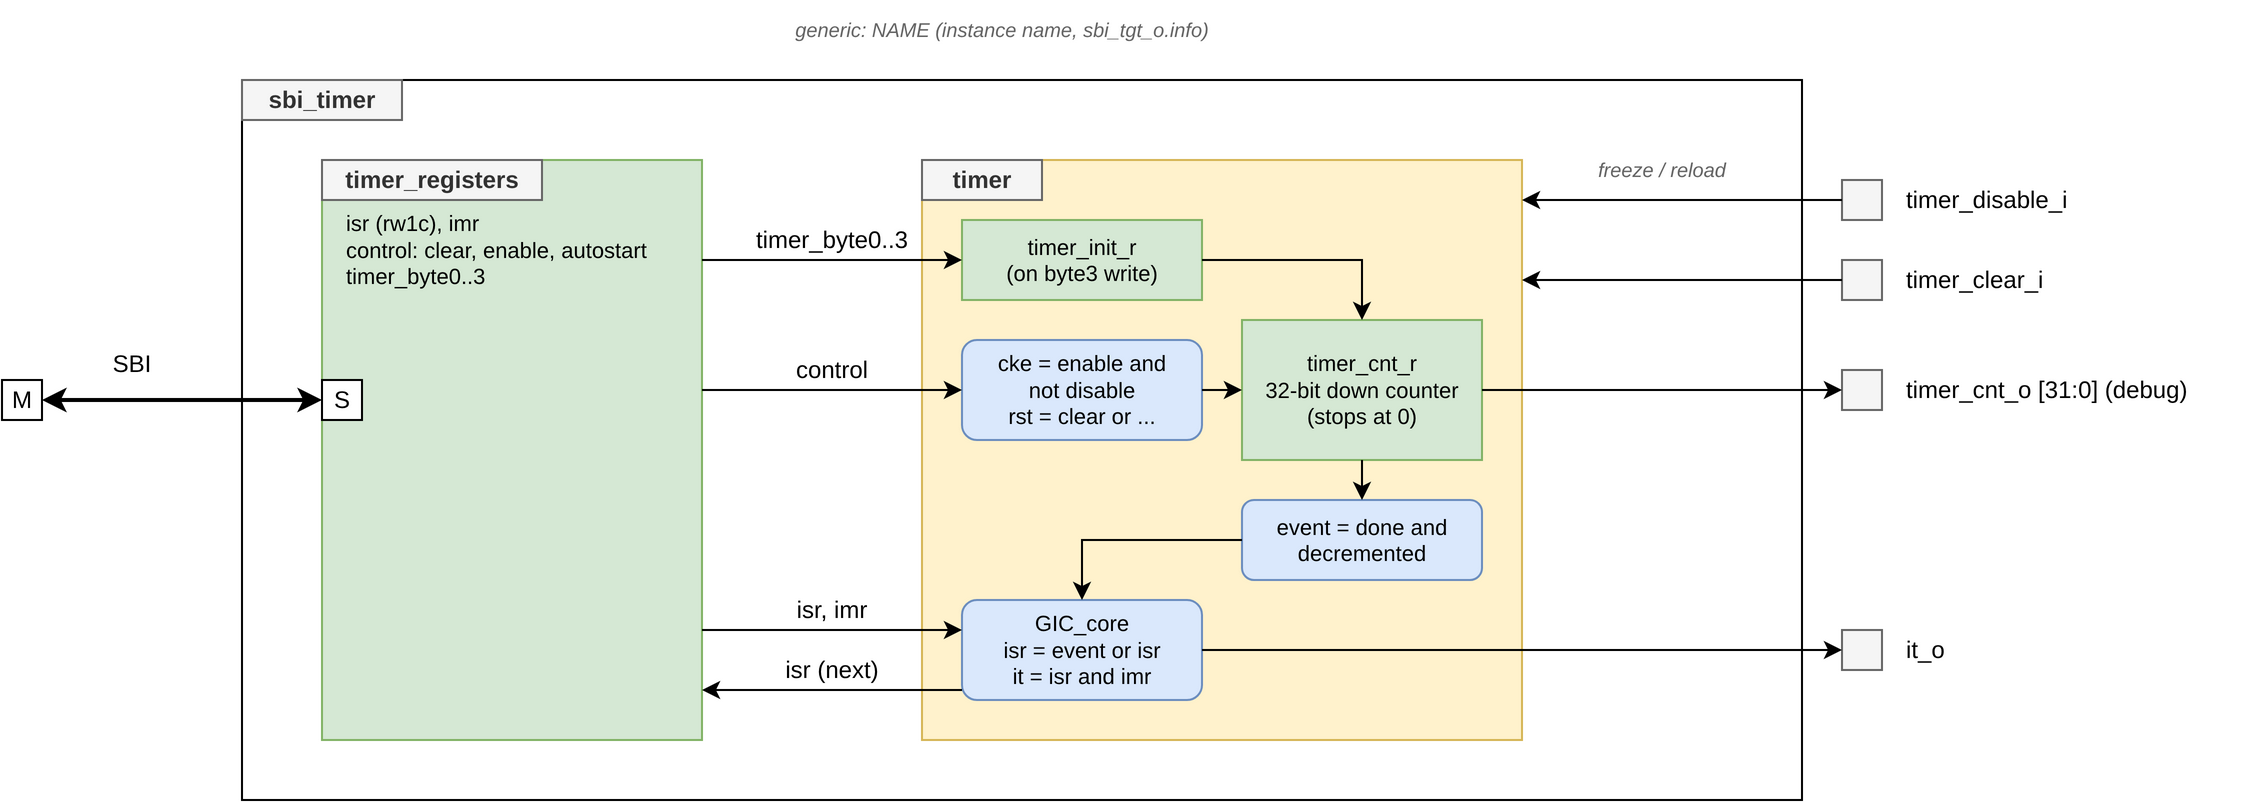 generic: NAME (instance name, sbi_tgt_o.info)
sbi_timer
timer_registers
isr (rw1c), imr
control: clear, enable, autostart
timer_byte0..3
SBI
M
S
timer_byte0..3
control
isr, imr
isr (next)
timer
timer_init_r
(on byte3 write)
cke = enable and
not disable
rst = clear or ...
timer_cnt_r
32-bit down counter
(stops at 0)
event = done and
decremented
GIC_core
isr = event or isr
it = isr and imr
freeze / reload
timer_disable_i
timer_clear_i
timer_cnt_o [31:0] (debug)
it_o